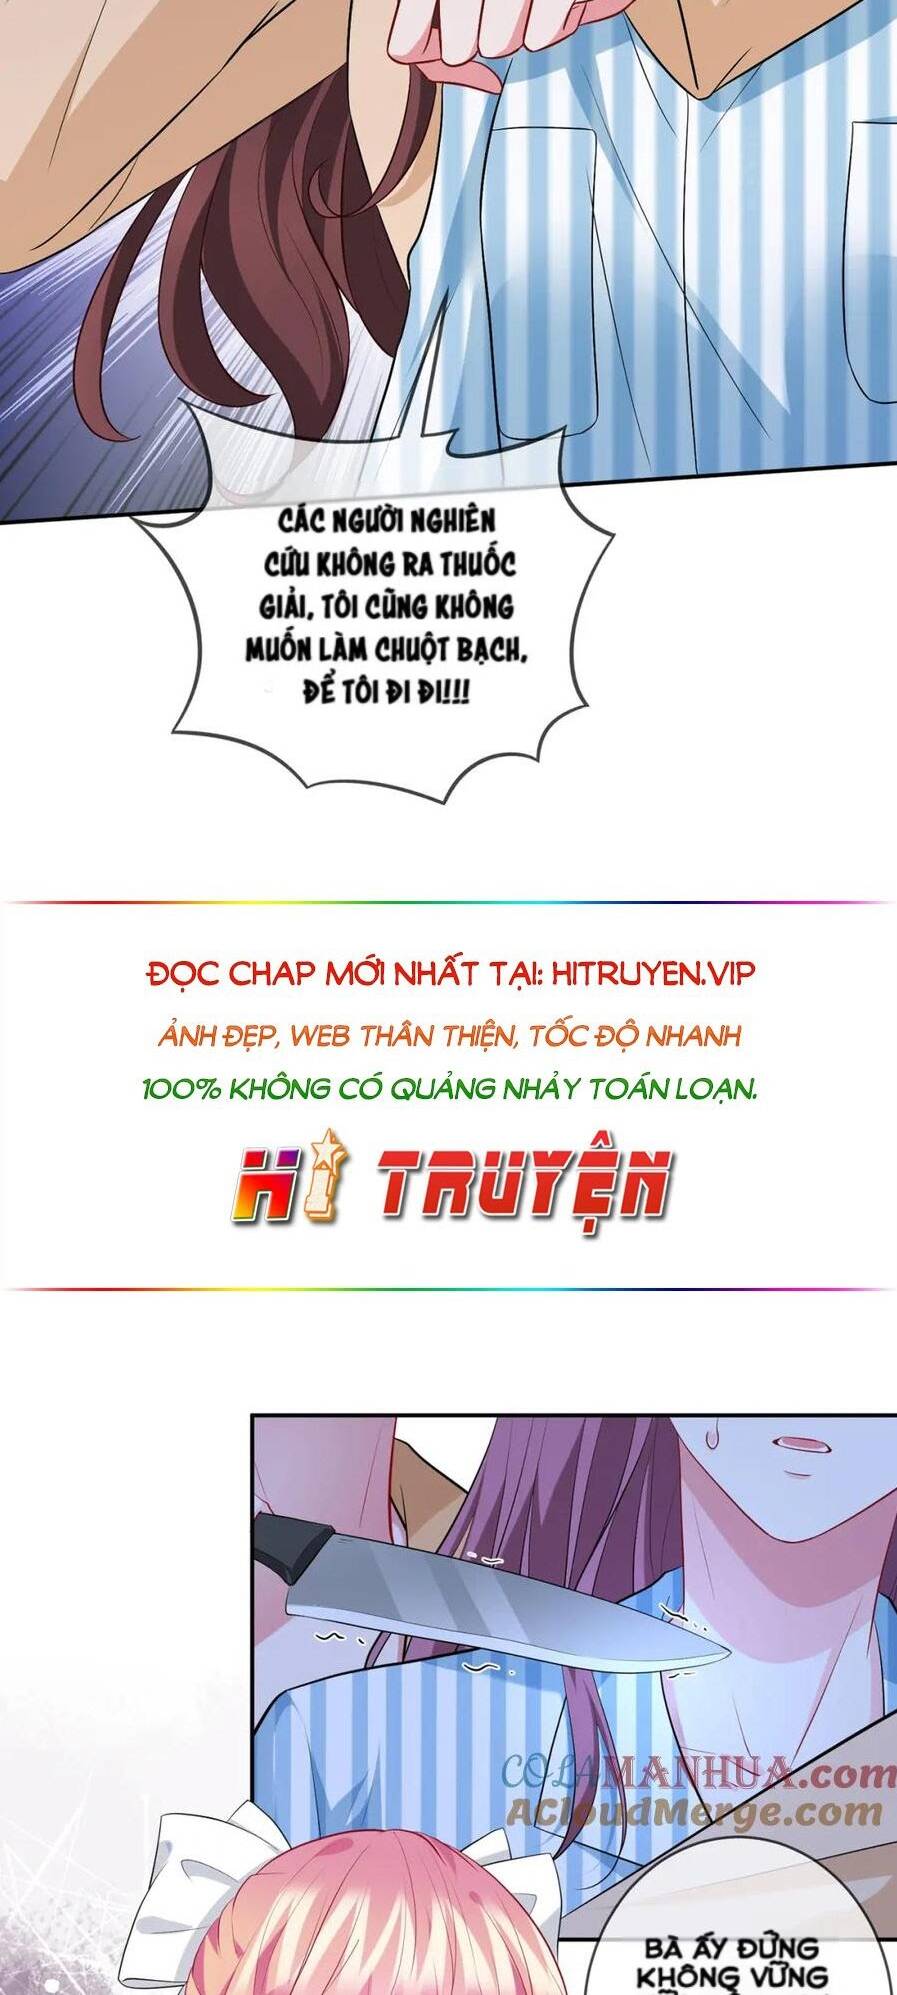 CÁC NGƯỜI NGHIÊN
CỨU KHÔNG RA THUỐC
GIẢI, TÔI CŨNG KHÔNG
MUỐN LÀM CHUỘT BẠCH,
ĐỂ TÔI ĐI ĐI!!!
ĐỌC CHAP MỚI NHẤT TẠI: HITRUYEN.VIP
ẢNH ĐẸP, WEB THÂN THIỆN, TỐC ĐỘ NHANH
100% KHÔNG CÓ QUẢNG NHẢY TOÁN LOẠN.
HI TRUYỆN
COLAMANHUA.com
ACloudMerge.com
BÀ ẤY ĐỨNG
KHÔNG VỮNG